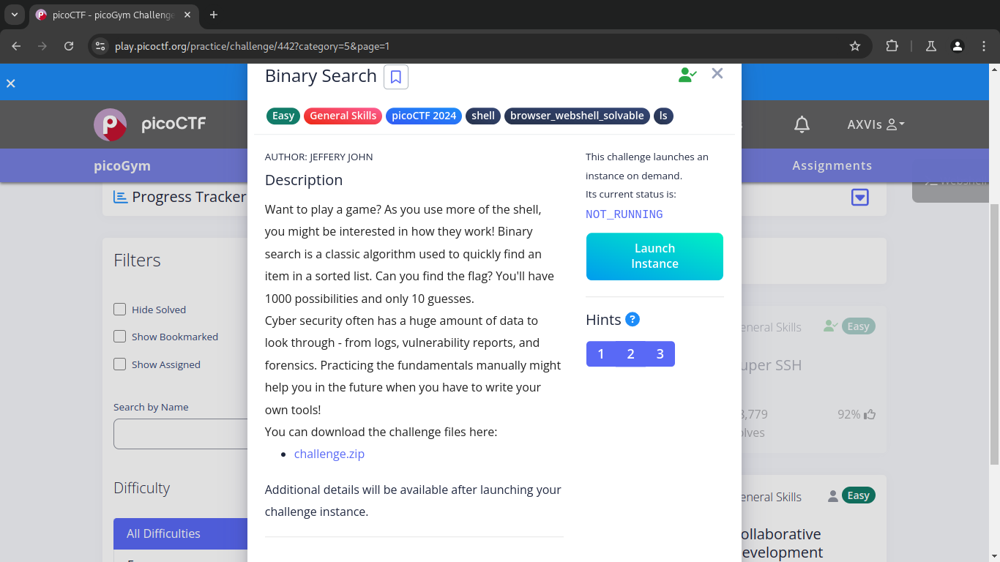 picoCTF - picoGym Challenge
play.picoctf.org/practice/challenge/442?category=5&page=1
Binary Search
Easy General Skills picoCTF 2024 shell browser_webshell_solvable ls
picoCTF
AXVIs
picoGym
Assignments
Progress Tracker
AUTHOR: JEFFERY JOHN
Description
Want to play a game? As you use more of the shell,
you might be interested in how they work! Binary
search is a classic algorithm used to quickly find an
item in a sorted list. Can you find the flag? You'll have
1000 possibilities and only 10 guesses.
Cyber security often has a huge amount of data to
look through - from logs, vulnerability reports, and
forensics. Practicing the fundamentals manually might
help you in the future when you have to write your
own tools!
You can download the challenge files here:
challenge.zip
Additional details will be available after launching your
challenge instance.
This challenge launches an
instance on demand.
Its current status is:
NOT_RUNNING
Launch
Instance
Hints ?
1 2 3
Filters
Hide Solved
Show Bookmarked
Show Assigned
Search by Name
Difficulty
All Difficulties
eneral Skills Easy
uper SSH
,779 92%
lves
eneral Skills Easy
ollaborative
evelopment